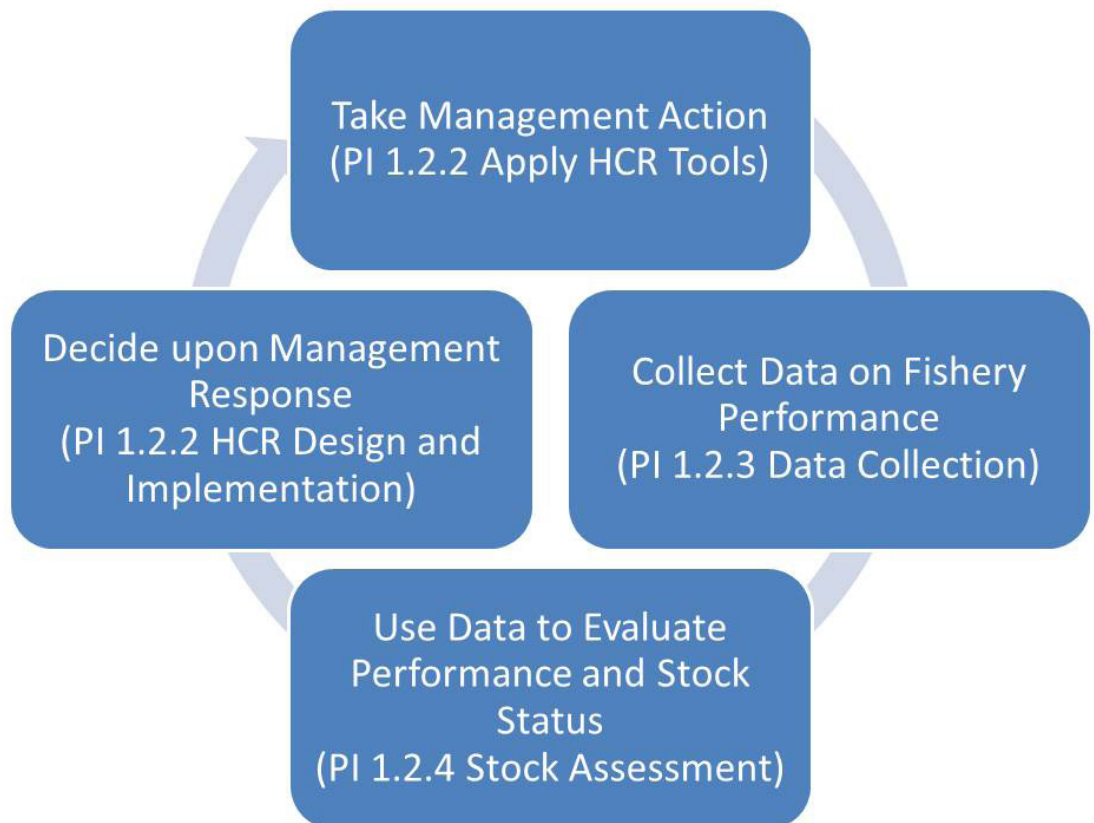 Take Management Action
(PI 1.2.2 Apply HCR Tools)
Collect Data on Fishery
Performance
(PI 1.2.3 Data Collection)
Use Data to Evaluate
Performance and Stock
Status
(PI 1.2.4 Stock Assessment)
Decide upon Management
Response
(PI 1.2.2 HCR Design and
Implementation)